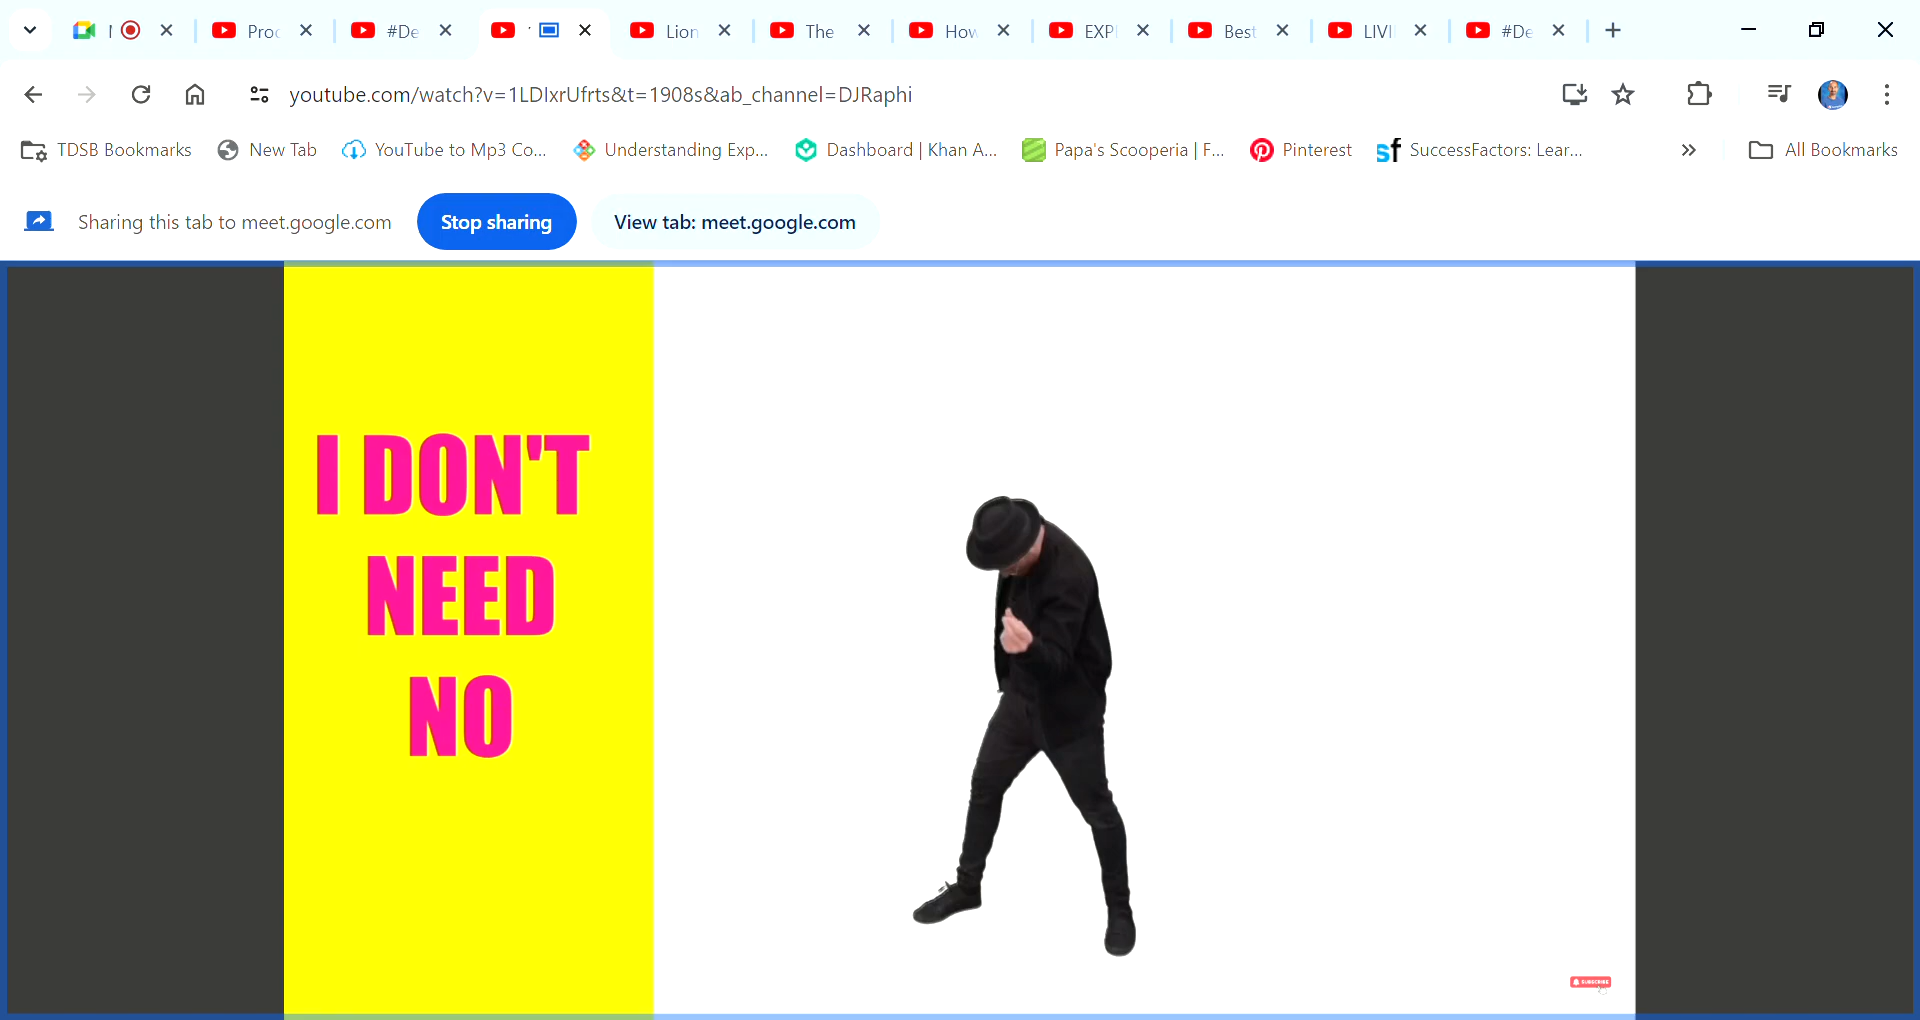 Proc
#De
Lion
The
How
EXP
Best
LIVI
#De
youtube.com/watch?v=1LDIxrUfrts&t=1908s&ab_channel=DJRaphi
TDSB Bookmarks New Tab YouTube to Mp3 Co... Understanding Exp... Dashboard | Khan A... Papa's Scooperia | F... Pinterest SuccessFactors: Lear... All Bookmarks
Sharing this tab to meet.google.com Stop sharing View tab: meet.google.com
I DON'T
NEED
NO
SUBSCRIBE